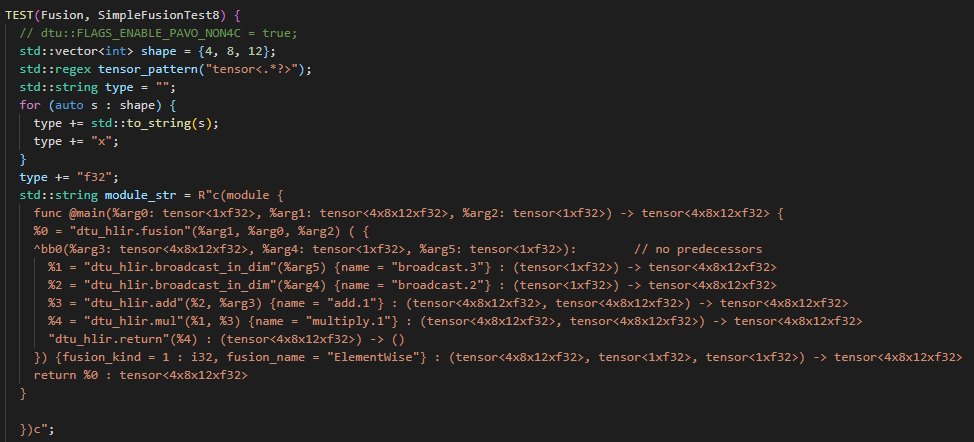 TEST(Fusion, SimpleFusionTest8) {
  // dtu::FLAGS_ENABLE_PAVO_NON4C = true;
  std::vector<int> shape = {4, 8, 12};
  std::regex tensor_pattern("tensor<.*?>");
  std::string type = "";
  for (auto s : shape) {
    type += std::to_string(s);
    type += "x";
  }
  type += "f32";
  std::string module_str = R"c(module {
    func @main(%arg0: tensor<1xf32>, %arg1: tensor<4x8x12xf32>, %arg2: tensor<1xf32>) -> tensor<4x8x12xf32> {
    %0 = "dtu_hlir.fusion"(%arg1, %arg0, %arg2) ( {
    ^bb0(%arg3: tensor<4x8x12xf32>, %arg4: tensor<1xf32>, %arg5: tensor<1xf32>):        // no predecessors
      %1 = "dtu_hlir.broadcast_in_dim"(%arg5) {name = "broadcast.3"} : (tensor<1xf32>) -> tensor<4x8x12xf32>
      %2 = "dtu_hlir.broadcast_in_dim"(%arg4) {name = "broadcast.2"} : (tensor<1xf32>) -> tensor<4x8x12xf32>
      %3 = "dtu_hlir.add"(%2, %arg3) {name = "add.1"} : (tensor<4x8x12xf32>, tensor<4x8x12xf32>) -> tensor<4x8x12xf32>
      %4 = "dtu_hlir.mul"(%1, %3) {name = "multiply.1"} : (tensor<4x8x12xf32>, tensor<4x8x12xf32>) -> tensor<4x8x12xf32>
      "dtu_hlir.return"(%4) : (tensor<4x8x12xf32>) -> ()
    }) {fusion_kind = 1 : i32, fusion_name = "ElementWise"} : (tensor<4x8x12xf32>, tensor<1xf32>, tensor<1xf32>) -> tensor<4x8x12xf32>
    return %0 : tensor<4x8x12xf32>
  }
  })c";